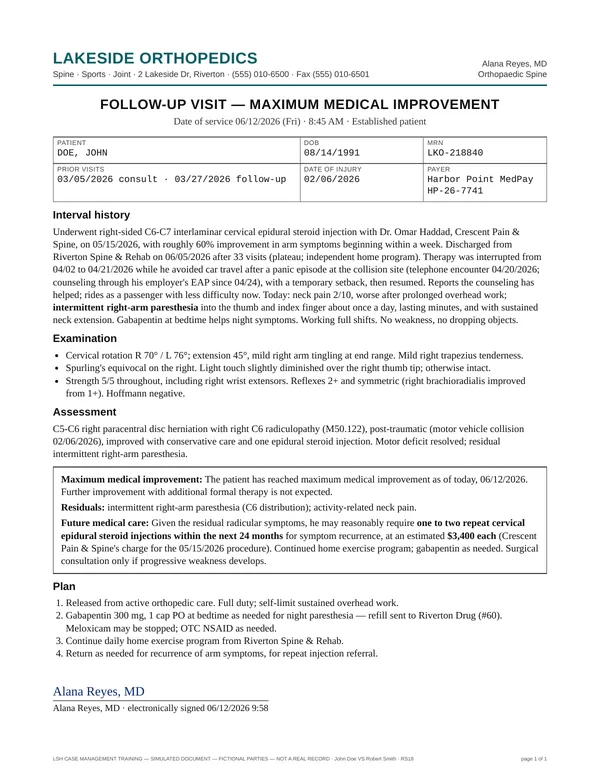 LAKESIDE ORTHOPEDICS
Spine · Sports · Joint · 2 Lakeside Dr, Riverton · (555) 010-6500 · Fax (555) 010-6501
Alana Reyes, MD
Orthopaedic Spine
FOLLOW-UP VISIT — MAXIMUM MEDICAL IMPROVEMENT
Date of service 06/12/2026 (Fri) · 8:45 AM · Established patient
PATIENT
DOE, JOHN
DOB
08/14/1991
MRN
LKO-218840
PRIOR VISITS
03/05/2026 consult · 03/27/2026 follow-up
DATE OF INJURY
02/06/2026
PAYER
Harbor Point MedPay
HP-26-7741
Interval history
Underwent right-sided C6-C7 interlaminar cervical epidural steroid injection with Dr. Omar Haddad, Crescent Pain &
Spine, on 05/15/2026, with roughly 60% improvement in arm symptoms beginning within a week. Discharged from
Riverton Spine & Rehab on 06/05/2026 after 33 visits (plateau; independent home program). Therapy was interrupted from
04/02 to 04/21/2026 while he avoided car travel after a panic episode at the collision site (telephone encounter 04/20/2026;
counseling through his employer's EAP since 04/24), with a temporary setback, then resumed. Reports the counseling has
helped; rides as a passenger with less difficulty now. Today: neck pain 2/10, worse after prolonged overhead work;
intermittent right-arm paresthesia into the thumb and index finger about once a day, lasting minutes, and with sustained
neck extension. Gabapentin at bedtime helps night symptoms. Working full shifts. No weakness, no dropping objects.
Examination
• Cervical rotation R 70° / L 76°; extension 45°, mild right arm tingling at end range. Mild right trapezius tenderness.
• Spurling's equivocal on the right. Light touch slightly diminished over the right thumb tip; otherwise intact.
• Strength 5/5 throughout, including right wrist extensors. Reflexes 2+ and symmetric (right brachioradialis improved
from 1+). Hoffmann negative.
Assessment
C5-C6 right paracentral disc herniation with right C6 radiculopathy (M50.122), post-traumatic (motor vehicle collision
02/06/2026), improved with conservative care and one epidural steroid injection. Motor deficit resolved; residual
intermittent right-arm paresthesia.
Maximum medical improvement: The patient has reached maximum medical improvement as of today, 06/12/2026.
Further improvement with additional formal therapy is not expected.
Residuals: intermittent right-arm paresthesia (C6 distribution); activity-related neck pain.
Future medical care: Given the residual radicular symptoms, he may reasonably require one to two repeat cervical
epidural steroid injections within the next 24 months for symptom recurrence, at an estimated $3,400 each (Crescent
Pain & Spine's charge for the 05/15/2026 procedure). Continued home exercise program; gabapentin as needed. Surgical
consultation only if progressive weakness develops.
Plan
1. Released from active orthopedic care. Full duty; self-limit sustained overhead work.
2. Gabapentin 300 mg, 1 cap PO at bedtime as needed for night paresthesia — refill sent to Riverton Drug (#60).
Meloxicam may be stopped; OTC NSAID as needed.
3. Continue daily home exercise program from Riverton Spine & Rehab.
4. Return as needed for recurrence of arm symptoms, for repeat injection referral.
Alana Reyes, MD
Alana Reyes, MD · electronically signed 06/12/2026 9:58
LSH CASE MANAGEMENT TRAINING — SIMULATED DOCUMENT — FICTIONAL PARTIES — NOT A REAL RECORD · John Doe VS Robert Smith · RS18
page 1 of 1